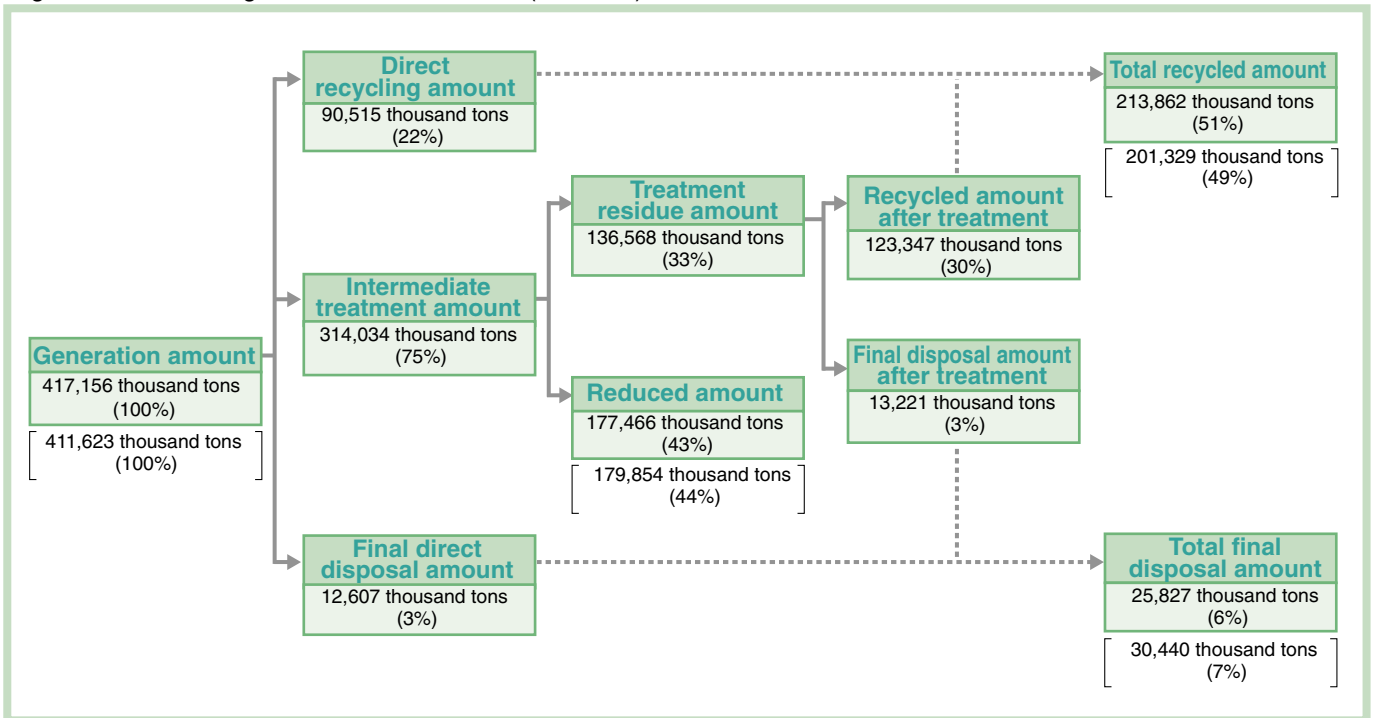 Direct
recycling amount
90,515 thousand tons
(22%)
Total recycled amount
213,862 thousand tons
(51%)
201,329 thousand tons
(49%)
Treatment
residue amount
136,568 thousand tons
(33%)
Recycled amount
after treatment
123,347 thousand tons
(30%)
Intermediate
treatment amount
314,034 thousand tons
(75%)
Generation amount
417,156 thousand tons
(100%)
411,623 thousand tons
(100%)
Reduced amount
177,466 thousand tons
(43%)
179,854 thousand tons
(44%)
Final disposal amount
after treatment
13,221 thousand tons
(3%)
Final direct
disposal amount
12,607 thousand tons
(3%)
Total final
disposal amount
25,827 thousand tons
(6%)
30,440 thousand tons
(7%)